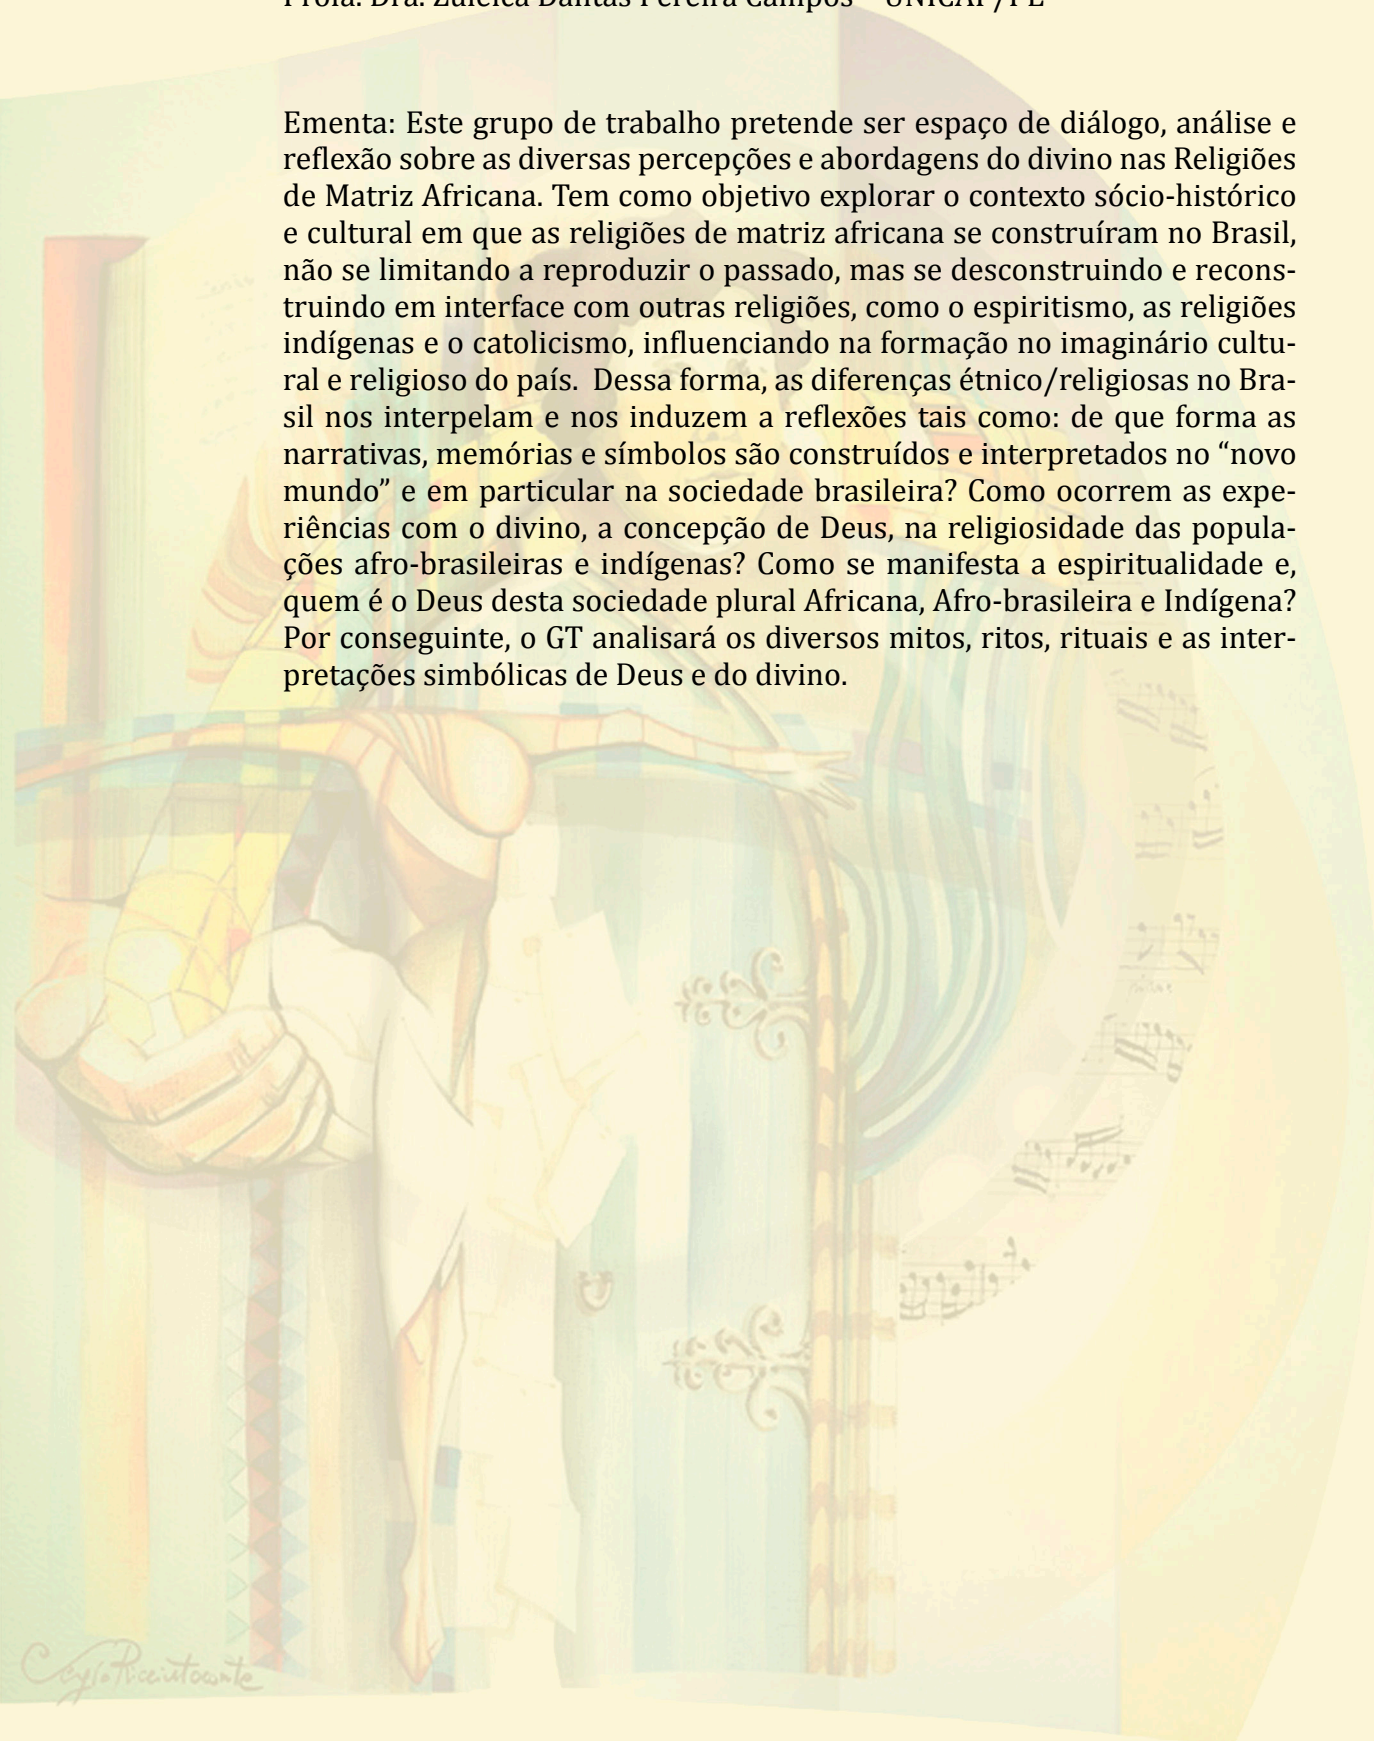 Profa. Dra. Zuleica Dantas Pereira Campos – UNICAP/PE
Ementa: Este grupo de trabalho pretende ser espaço de diálogo, análise e
reflexão sobre as diversas percepções e abordagens do divino nas Religiões
de Matriz Africana. Tem como objetivo explorar o contexto sócio-histórico
e cultural em que as religiões de matriz africana se construíram no Brasil,
não se limitando a reproduzir o passado, mas se desconstruindo e recons-
truindo em interface com outras religiões, como o espiritismo, as religiões
indígenas e o catolicismo, influenciando na formação no imaginário cultu-
ral e religioso do país. Dessa forma, as diferenças étnico/religiosas no Bra-
sil nos interpelam e nos induzem a reflexões tais como: de que forma as
narrativas, memórias e símbolos são construídos e interpretados no “novo
mundo” e em particular na sociedade brasileira? Como ocorrem as expe-
riências com o divino, a concepção de Deus, na religiosidade das popula-
ções afro-brasileiras e indígenas? Como se manifesta a espiritualidade e,
quem é o Deus desta sociedade plural Africana, Afro-brasileira e Indígena?
Por conseguinte, o GT analisará os diversos mitos, ritos, rituais e as inter-
pretações simbólicas de Deus e do divino.